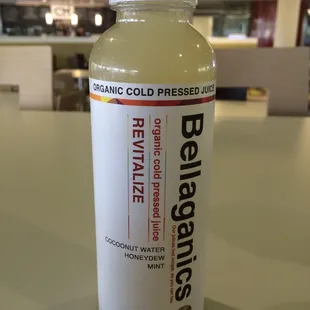 ORGANIC COLD PRESSED JUICE
Bellaganics
organic cold pressed juice
REVITALIZE
COCOONUT WATER
HONEYDEW
MINT